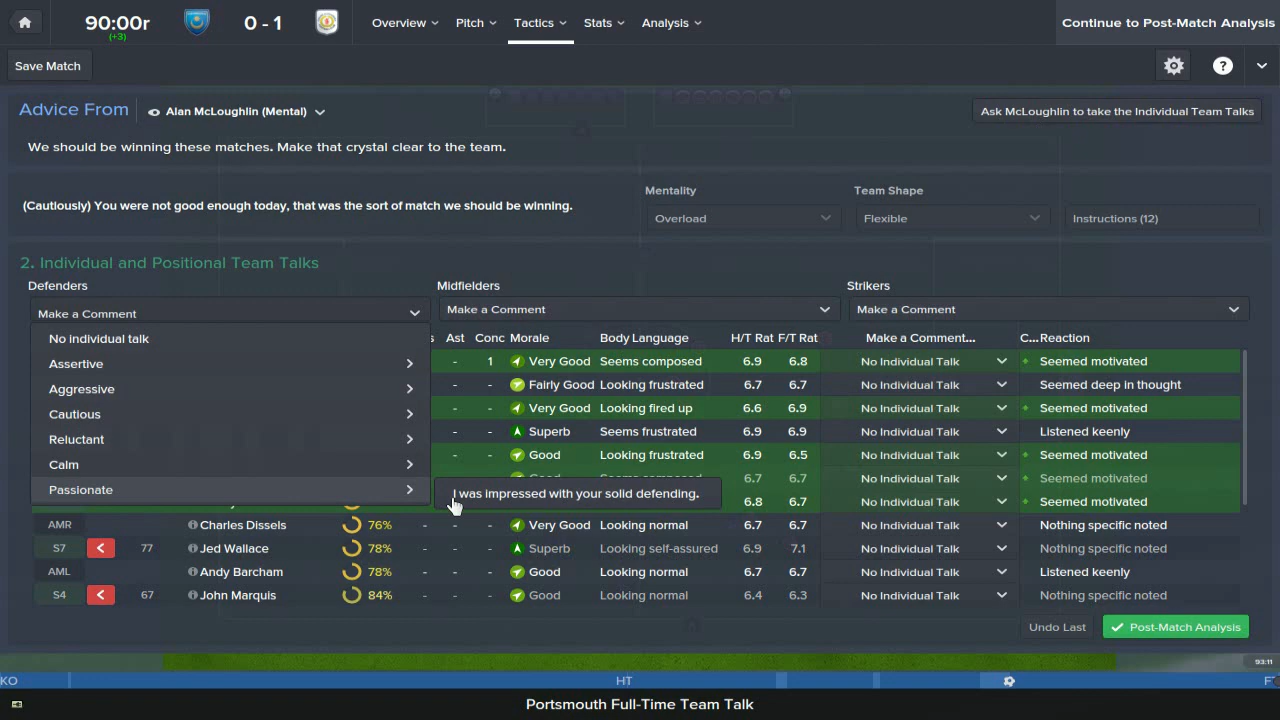 90:00r
(+3)
0 - 1
Overview
Pitch
Tactics
Stats
Analysis
Continue to Post-Match Analysis
Save Match
?
Advice From
Alan McLoughlin (Mental)
Ask McLoughlin to take the Individual Team Talks
We should be winning these matches. Make that crystal clear to the team.
Mentality
Team Shape
(Cautiously) You were not good enough today, that was the sort of match we should be winning.
Overload
Flexible
Instructions (12)
2. Individual and Positional Team Talks
Defenders
Midfielders
Strikers
Make a Comment
Make a Comment
Make a Comment
No individual talk
Assertive
Aggressive
Cautious
Reluctant
Calm
Passionate
I was impressed with your solid defending.
s Ast Conc Morale Body Language H/T Rat F/T Rat Make a Comment... C... Reaction
- 1 Very Good Seems composed 6.9 6.8 No Individual Talk Seemed motivated
- - Fairly Good Looking frustrated 6.7 6.7 No Individual Talk Seemed deep in thought
- - Very Good Looking fired up 6.6 6.9 No Individual Talk Seemed motivated
- - Superb Seems frustrated 6.9 6.9 No Individual Talk Listened keenly
- - Good Looking frustrated 6.9 6.5 No Individual Talk Seemed motivated
6.7 6.7 No Individual Talk Seemed motivated
6.8 6.7 No Individual Talk Seemed motivated
AMR Charles Dissels 76% - - - Very Good Looking normal 6.7 6.7 No Individual Talk Nothing specific noted
S7 77 Jed Wallace 78% - - - Superb Looking self-assured 6.9 7.1 No Individual Talk Nothing specific noted
AML Andy Barcham 78% - - - Good Looking normal 6.7 6.7 No Individual Talk Listened keenly
S4 67 John Marquis 84% - - - Good Looking normal 6.4 6.3 No Individual Talk Nothing specific noted
Undo Last
Post-Match Analysis
93:11
KO
HT
FT
Portsmouth Full-Time Team Talk